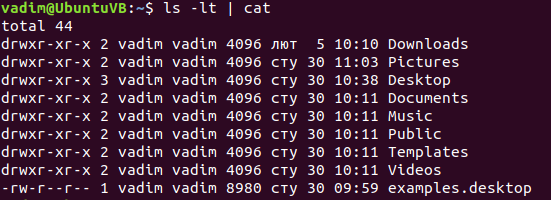 vadim@UbuntuVB:~$ ls -lt | cat
total 44
drwxr-xr-x 2 vadim vadim 4096 лют  5 10:10 Downloads
drwxr-xr-x 2 vadim vadim 4096 сту 30 11:03 Pictures
drwxr-xr-x 3 vadim vadim 4096 сту 30 10:38 Desktop
drwxr-xr-x 2 vadim vadim 4096 сту 30 10:11 Documents
drwxr-xr-x 2 vadim vadim 4096 сту 30 10:11 Music
drwxr-xr-x 2 vadim vadim 4096 сту 30 10:11 Public
drwxr-xr-x 2 vadim vadim 4096 сту 30 10:11 Templates
drwxr-xr-x 2 vadim vadim 4096 сту 30 10:11 Videos
-rw-r--r-- 1 vadim vadim 8980 сту 30 09:59 examples.desktop